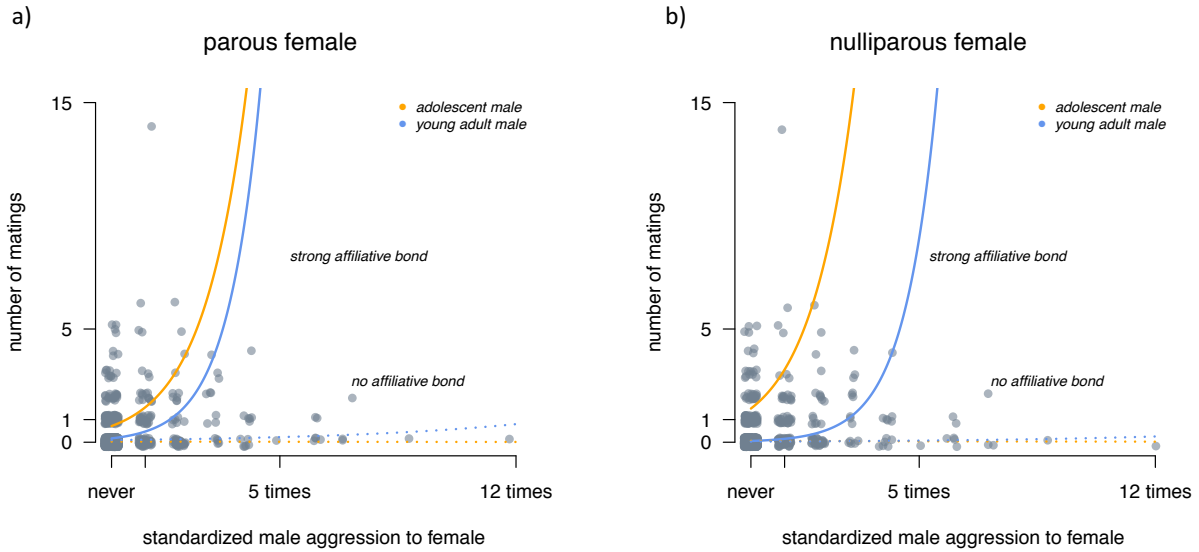 a)
parous female
15
5
1
0
number of matings
adolescent male
young adult male
strong affiliative bond
no affiliative bond
never
5 times
12 times
standardized male aggression to female
b)
nulliparous female
15
5
1
0
number of matings
adolescent male
young adult male
strong affiliative bond
no affiliative bond
never
5 times
12 times
standardized male aggression to female